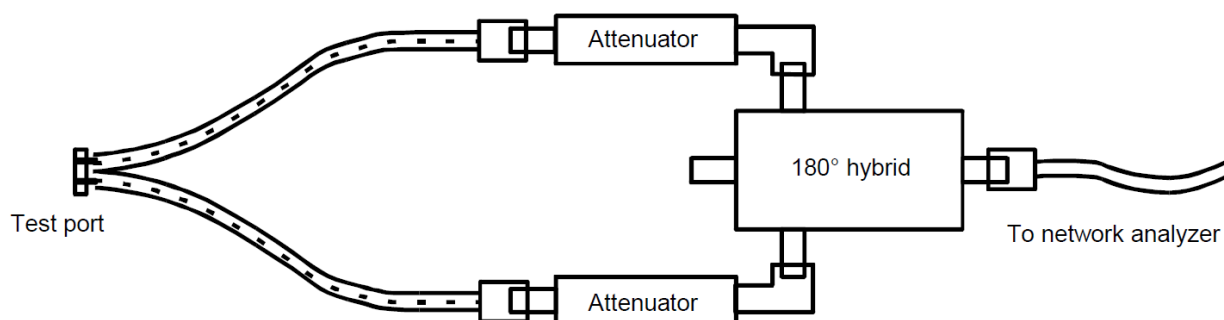 Attenuator
180° hybrid
Test port
To network analyzer
Attenuator